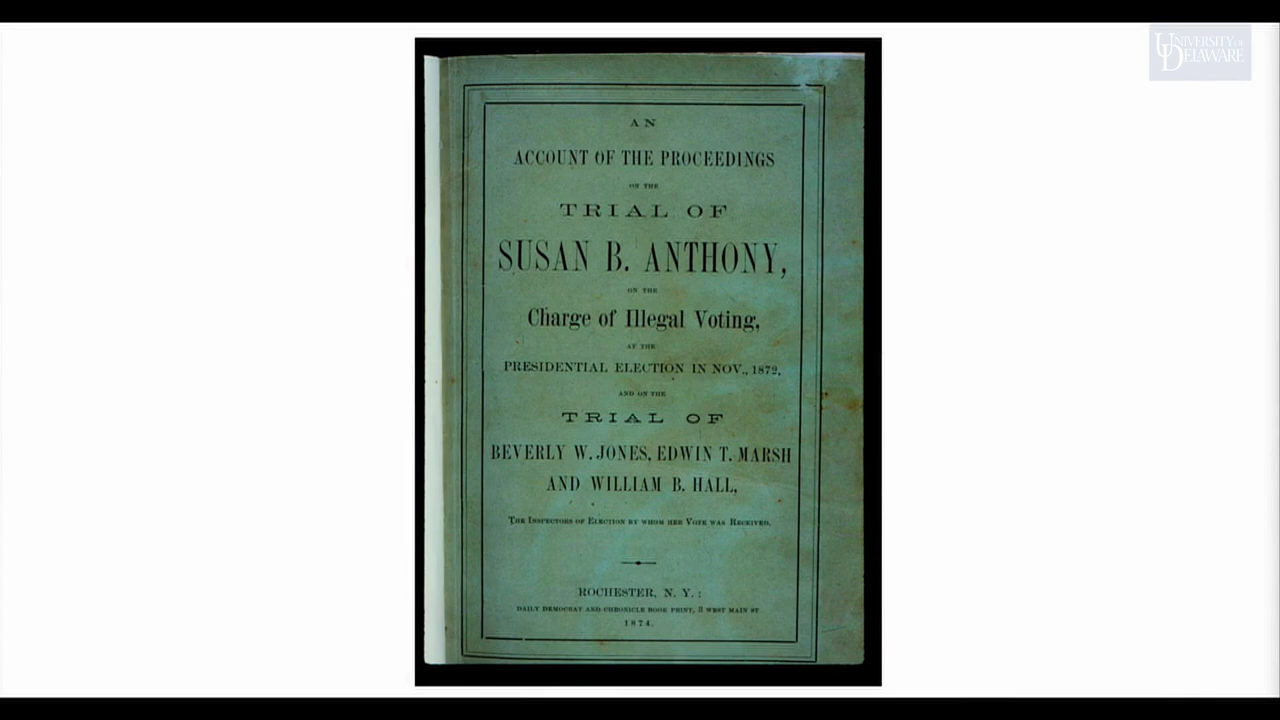 UNIVERSITY OF
DELAWARE
AN
ACCOUNT OF THE PROCEEDINGS
ON THE
TRIAL OF
SUSAN B. ANTHONY,
ON THE
Charge of Illegal Voting,
AT THE
PRESIDENTIAL ELECTION IN NOV., 1872,
AND ON THE
TRIAL OF
BEVERLY W. JONES, EDWIN T. MARSH
AND WILLIAM B. HALL,
THE INSPECTORS OF ELECTION BY WHOM HER VOTE WAS RECEIVED.
ROCHESTER, N. Y.:
DAILY DEMOCRAT AND CHRONICLE BOOK PRINT, 3 WEST MAIN ST.
1874.